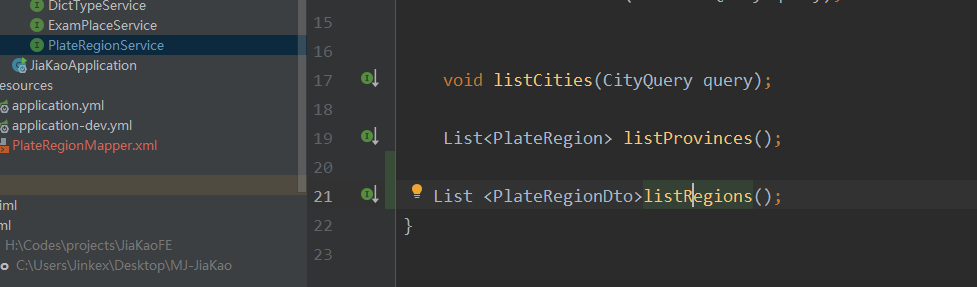 DictTypeService
ExamPlaceService
PlateRegionService
JiaKaoApplication
esources
application.yml
application-dev.yml
PlateRegionMapper.xml
iml
ml
H:\Codes\projects\JiaKaoFE
C:\Users\Jinkex\Desktop\MJ-JiaKao
15
16
17 void listCities(CityQuery query);
18
19 List<PlateRegion> listProvinces();
20
21 List <PlateRegionDto>listRegions();
22 }
23